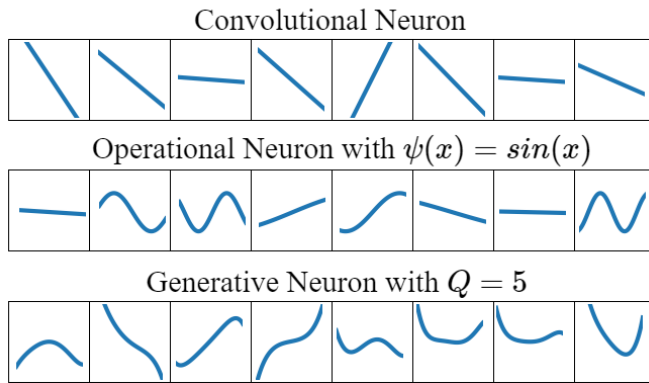 Convolutional Neuron
Operational Neuron with ψ(x) = sin(x)
Generative Neuron with Q = 5